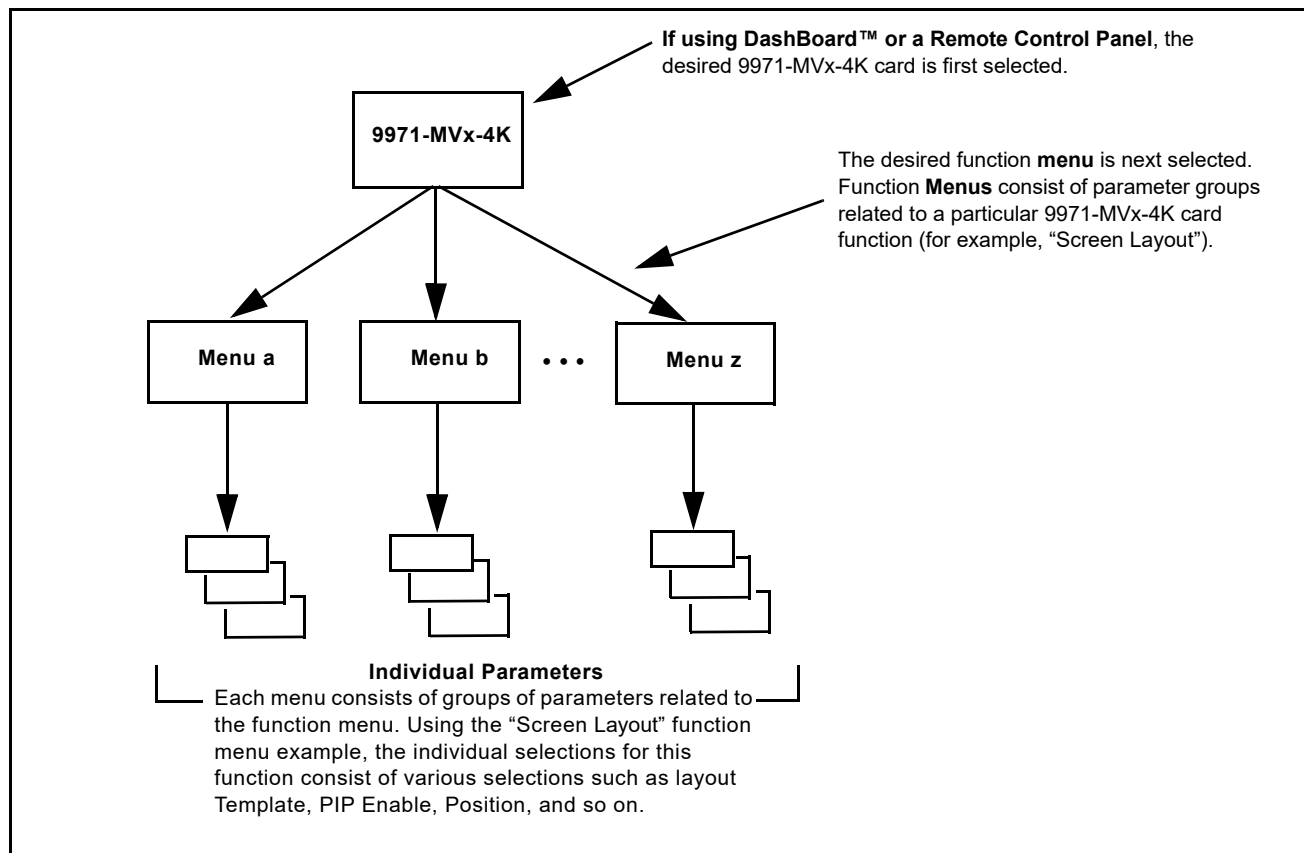 If using DashBoard™ or a Remote Control Panel, the
desired 9971-MVx-4K card is first selected.
9971-MVx-4K
The desired function menu is next selected.
Function Menus consist of parameter groups
related to a particular 9971-MVx-4K card
function (for example, “Screen Layout”).
Menu a
Menu b
• • •
Menu z
Individual Parameters
Each menu consists of groups of parameters related to
the function menu. Using the “Screen Layout” function
menu example, the individual selections for this
function consist of various selections such as layout
Template, PIP Enable, Position, and so on.